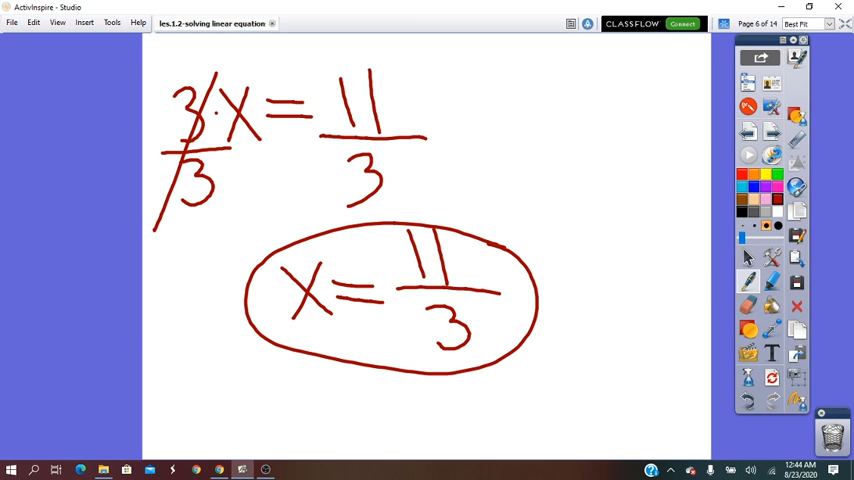 ActivInspire - Studio
File Edit View Insert Tools Help les.1.2-solving linear equation CLASSFLOW Connect Page 6 of 14 Best Fit
3 · x = 11
3 3
x = 11
3
T
12:44 AM
8/23/2020